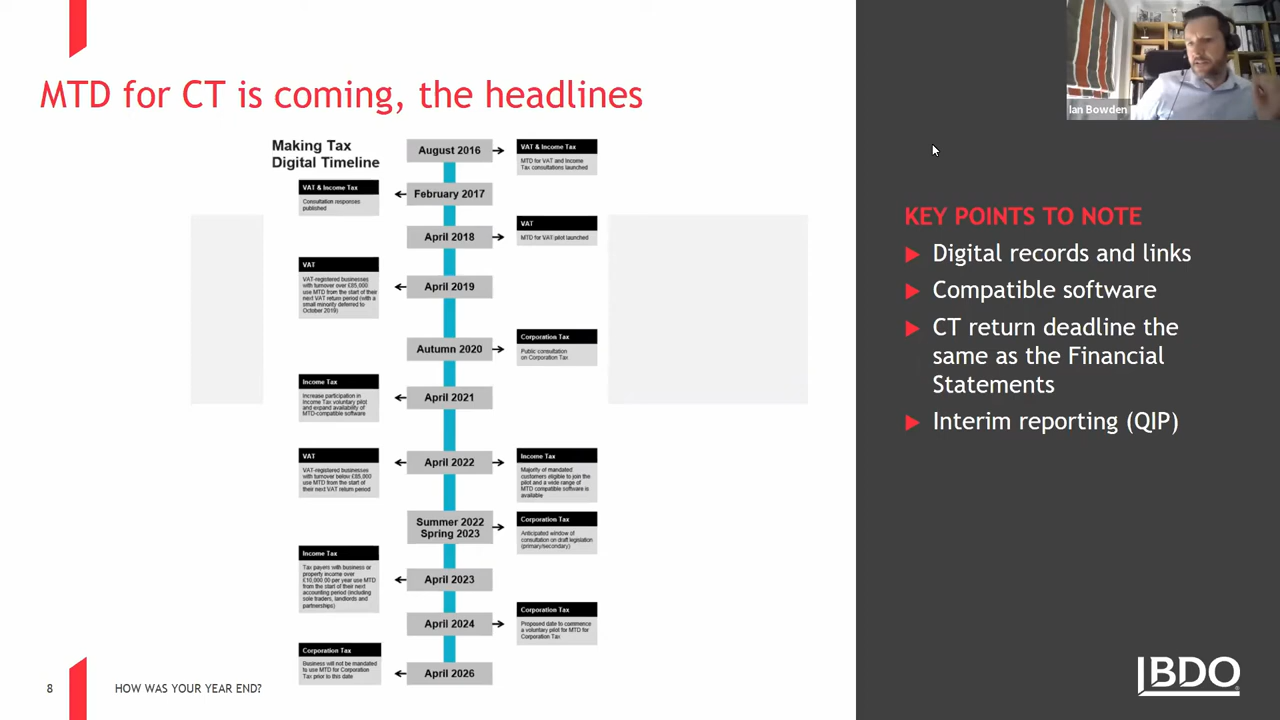 MTD for CT is coming, the headlines
Making Tax
Digital Timeline
August 2016
VAT & Income Tax
MTD for VAT and Income
Tax consultations launched
February 2017
VAT & Income Tax
Consultation responses
published
April 2018
VAT
MTD for VAT pilot launched
April 2019
VAT
VAT-registered businesses
with turnover over £85,000
use MTD from the start of their
next VAT return period (with a
small minority deferred to
October 2019)
Autumn 2020
Corporation Tax
Public consultation
on Corporation Tax
April 2021
Income Tax
Increase participation in
Income Tax voluntary pilot
and expand availability of
MTD-compatible software
April 2022
VAT
VAT-registered businesses
with turnover below £85,000
use MTD from the start of
their next VAT return period
Income Tax
Majority of mandated
customers eligible to join the
pilot and a wide range of
MTD compatible software is
available
Summer 2022
Spring 2023
Corporation Tax
Anticipated window of
consultation on draft legislation
(primary/secondary)
April 2023
Income Tax
Tax payers with business or
property income over
£10,000.00 per year use MTD
from the start of their next
accounting period (including
sole traders, landlords and
partnerships)
April 2024
Corporation Tax
Proposed date to commence
a voluntary pilot for MTD for
Corporation Tax
April 2026
Corporation Tax
Business will not be mandated
to use MTD for Corporation
Tax prior to this date
8
HOW WAS YOUR YEAR END?
Ian Bowden
KEY POINTS TO NOTE
Digital records and links
Compatible software
CT return deadline the
same as the Financial
Statements
Interim reporting (QIP)
BDO